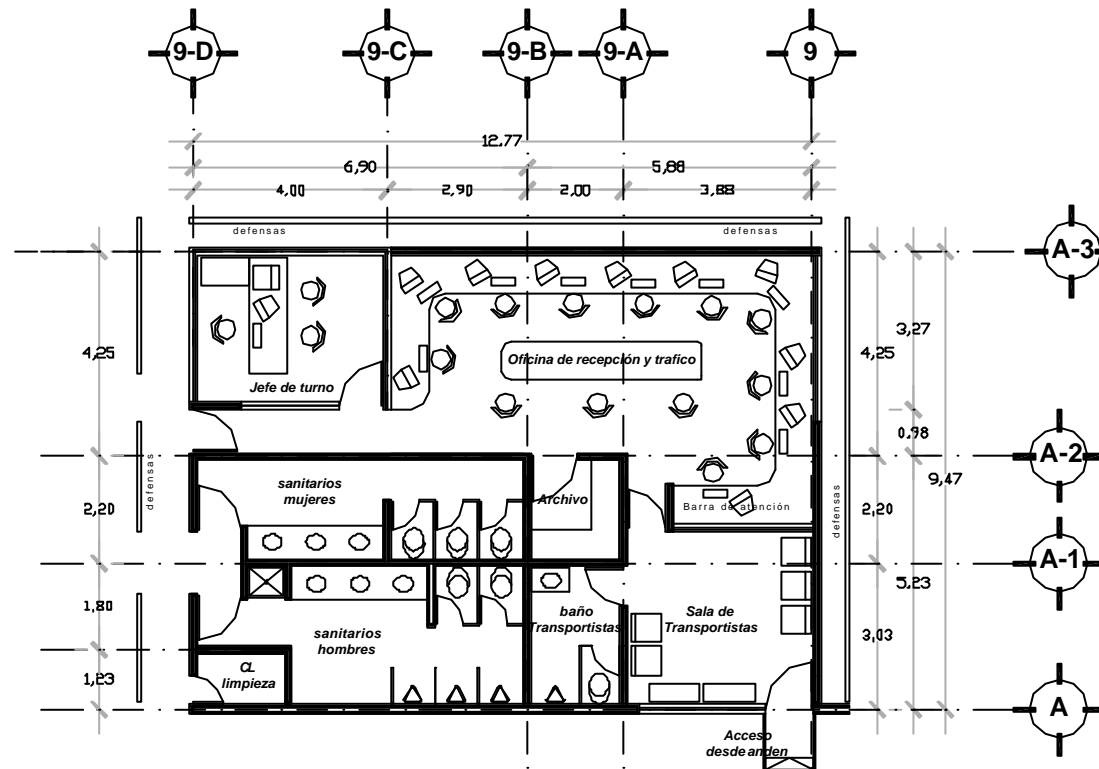 9-D
9-C
9-B
9-A
9
12,77
6,90
5,88
4,00
2,90
2,00
3,88
defensas
defensas
A-3
3,27
4,25
4,25
Oficina de recepción y trafico
Jefe de turno
0,98
A-2
9,47
defensas
sanitarios
mujeres
Archivo
2,20
Barra de atención
2,20
defensas
A-1
5,23
1,80
baño
Transportistas
Sala de
Transportistas
sanitarios
hombres
3,03
CL
limpieza
1,23
A
Acceso
desde anden